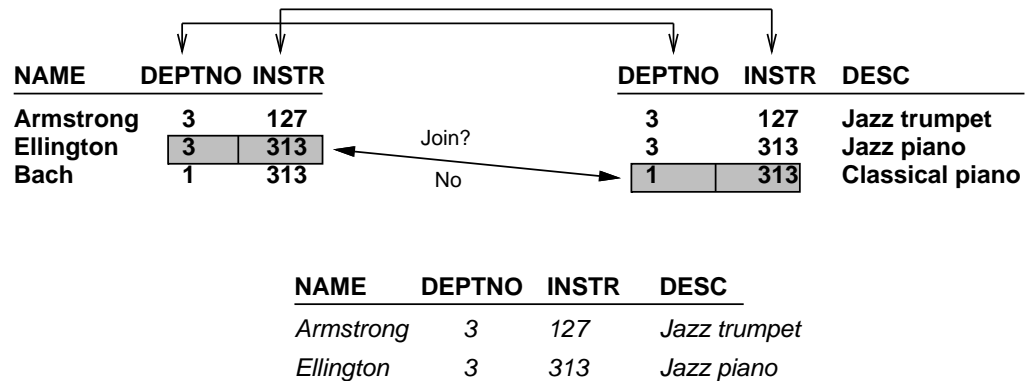 NAME DEPTNO INSTR DEPTNO INSTR DESC
Armstrong 3 127 3 127 Jazz trumpet
Ellington 3 313 Join? 3 313 Jazz piano
Bach 1 313 No 1 313 Classical piano
NAME DEPTNO INSTR DESC
Armstrong 3 127 Jazz trumpet
Ellington 3 313 Jazz piano